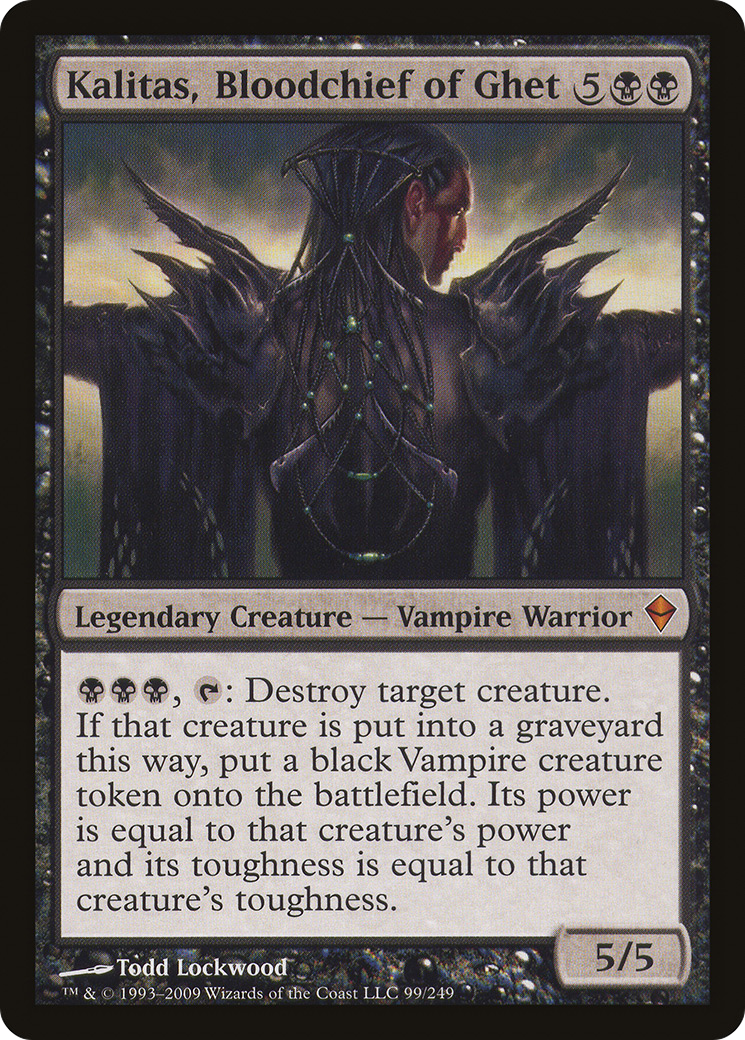 Kalitas, Bloodchief of Ghet 5
Legendary Creature — Vampire Warrior
, : Destroy target creature.
If that creature is put into a graveyard
this way, put a black Vampire creature
token onto the battlefield. Its power
is equal to that creature's power
and its toughness is equal to that
creature's toughness.
5/5
Todd Lockwood
™ & © 1993–2009 Wizards of the Coast LLC 99/249